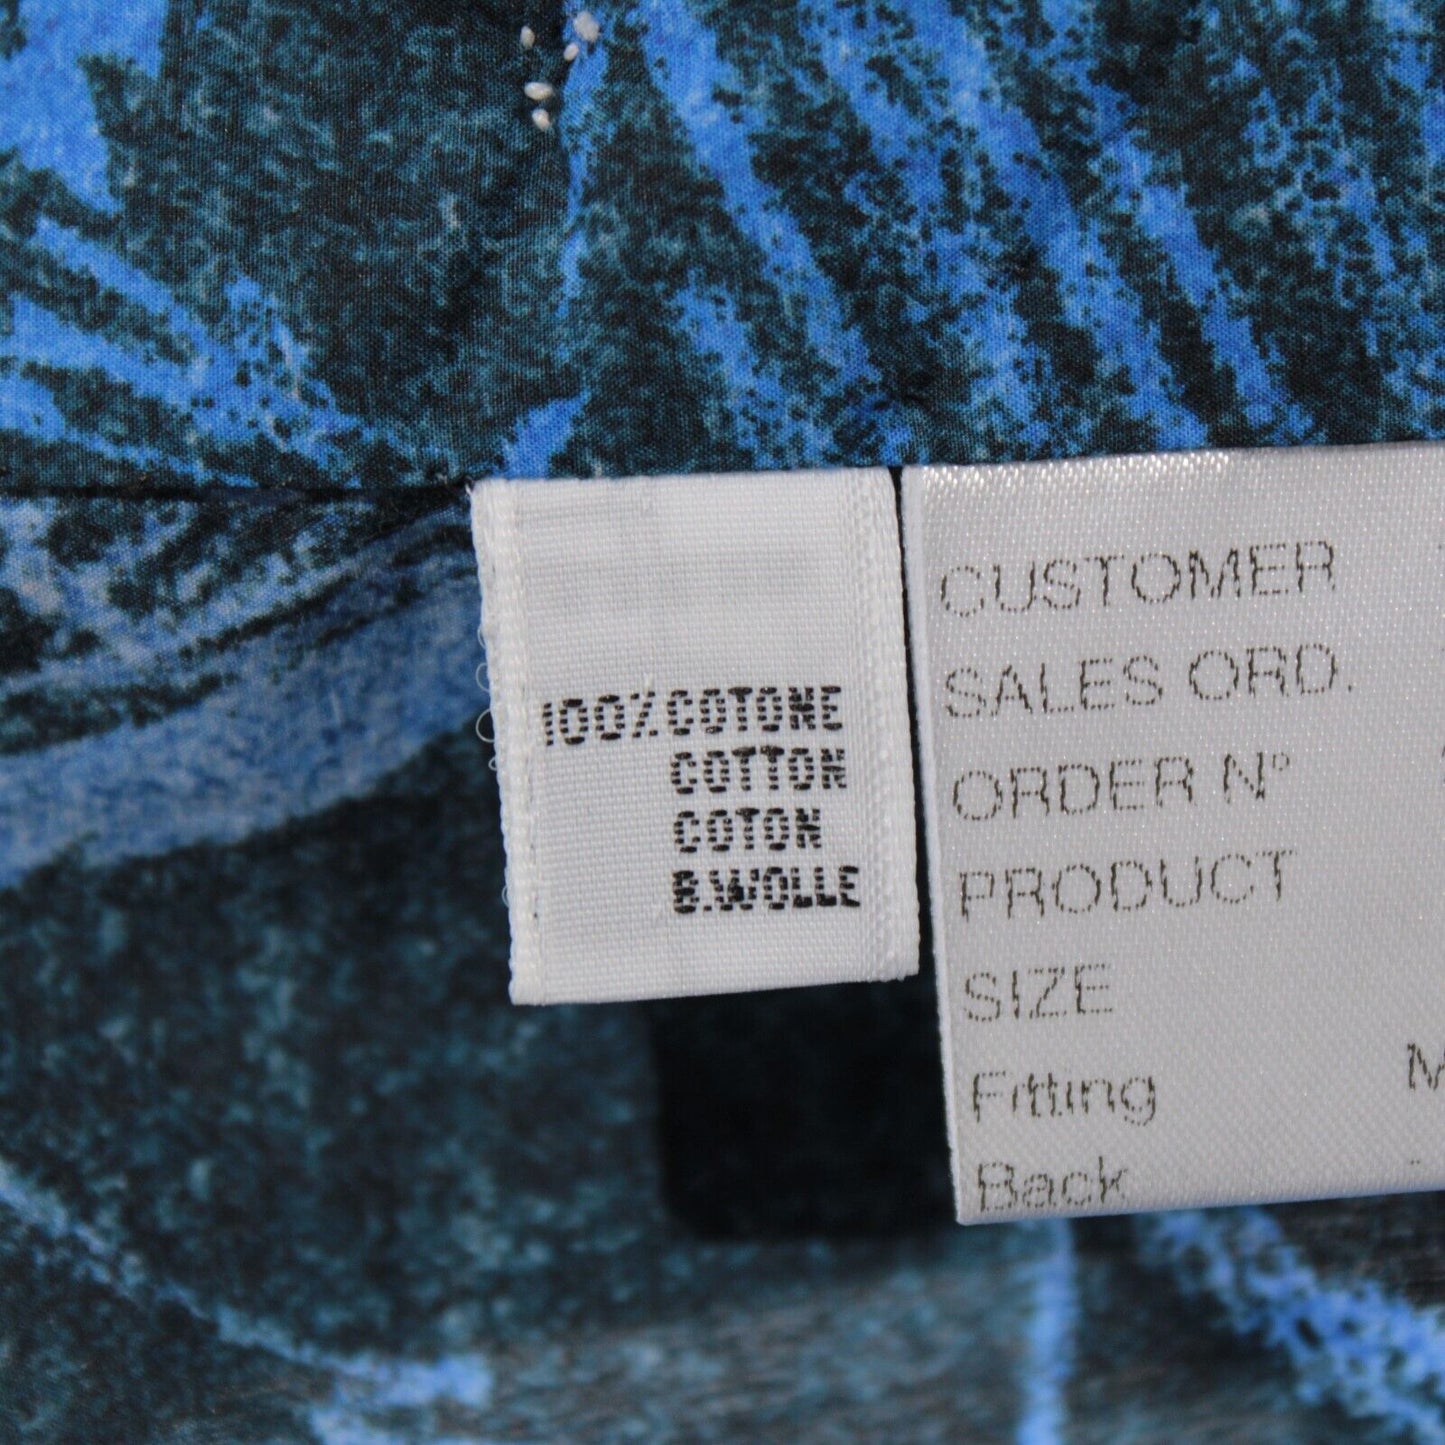 100% COTONE
COTTON
COTON
B.WOLLE
CUSTOMER
SALES ORD.
ORDER N°
PRODUCT
SIZE
Fitting M
Back